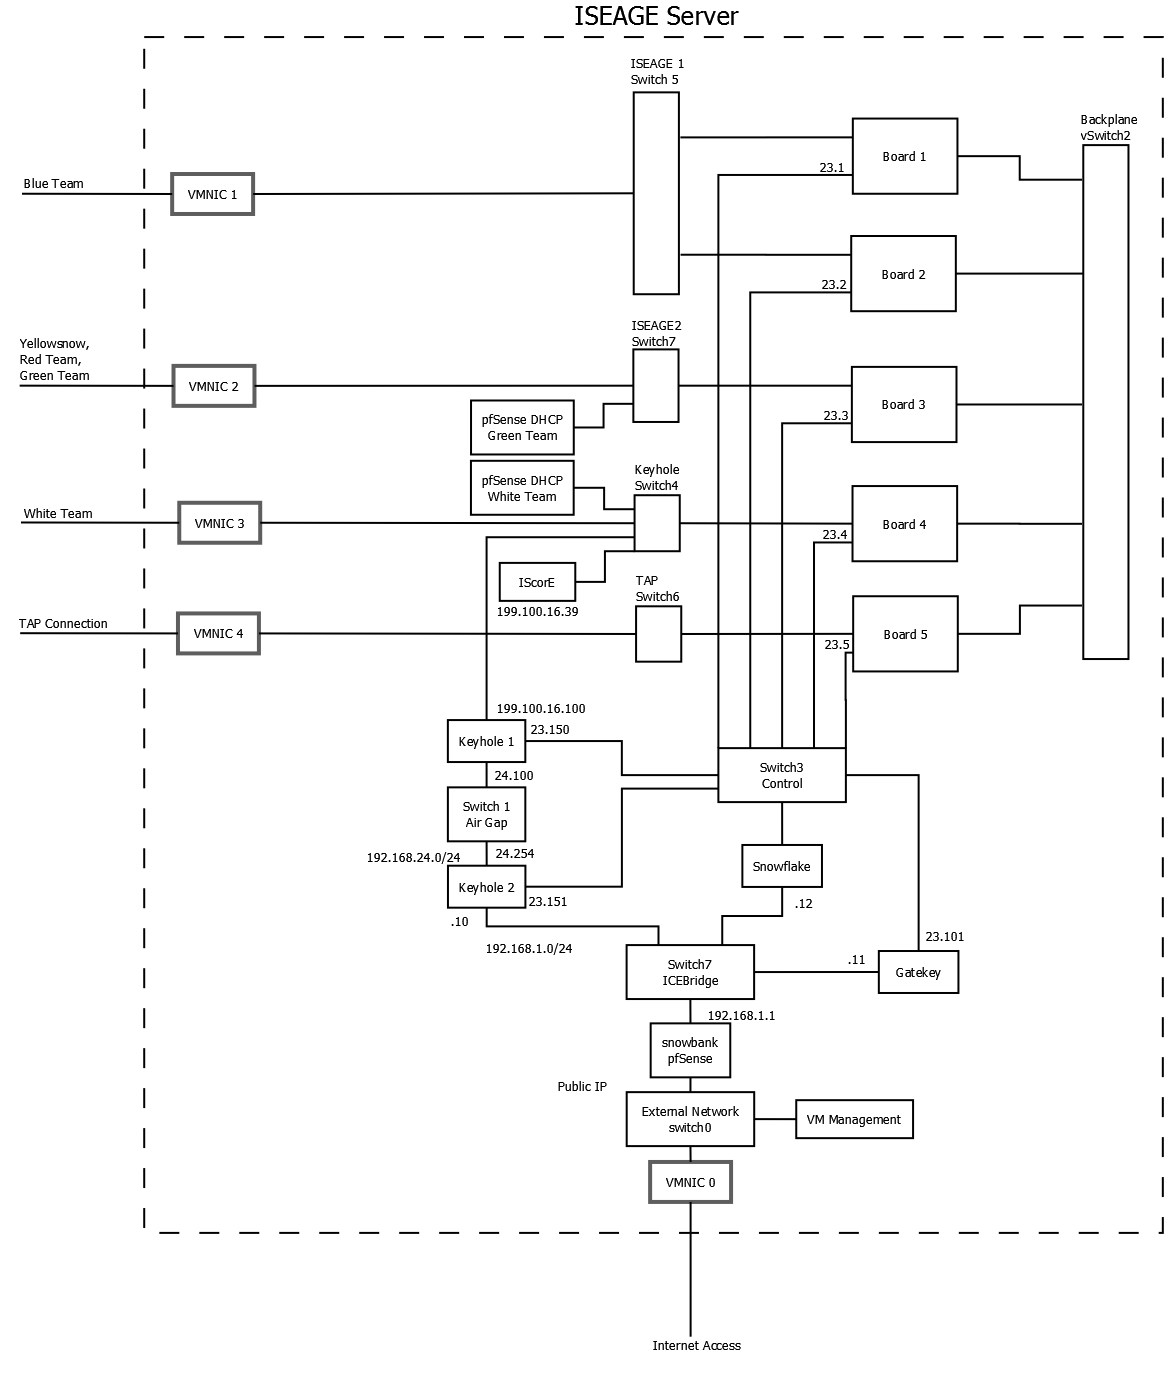 ISEAGE Server
ISEAGE 1
Switch 5
Backplane
vSwitch2
Board 1
23.1
Blue Team
VMNIC 1
Board 2
23.2
ISEAGE2
Switch7
Yellowsnow,
Red Team,
Green Team
VMNIC 2
Board 3
23.3
pfSense DHCP
Green Team
Keyhole
Switch4
pfSense DHCP
White Team
White Team
VMNIC 3
Board 4
23.4
IScorE
199.100.16.39
TAP
Switch6
TAP Connection
VMNIC 4
Board 5
23.5
199.100.16.100
23.150
Keyhole 1
Switch3
Control
24.100
Switch 1
Air Gap
192.168.24.0/24
24.254
Snowflake
Keyhole 2
23.151
.12
.10
192.168.1.0/24
23.101
Switch7
ICEBridge
.11
Gatekey
192.168.1.1
snowbank
pfSense
Public IP
External Network
switch0
VM Management
VMNIC 0
Internet Access